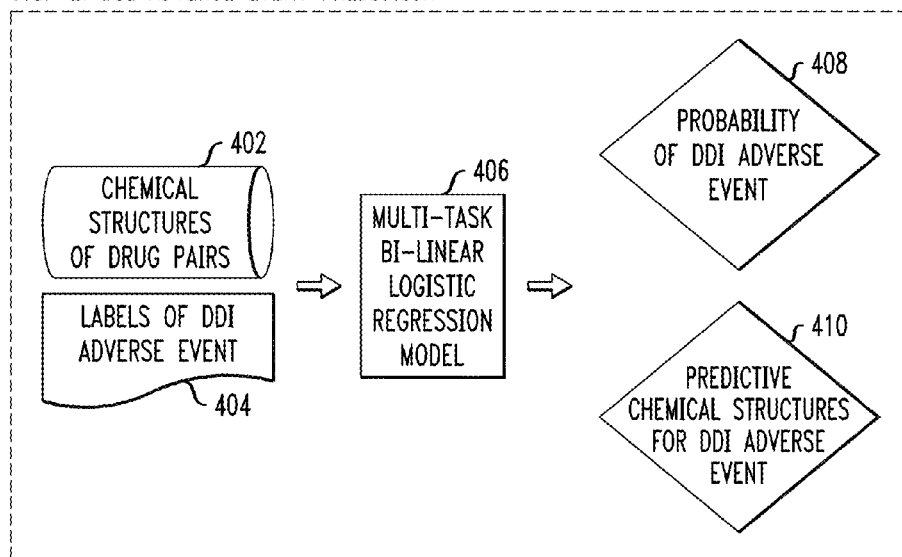 402
CHEMICAL
STRUCTURES
OF DRUG PAIRS
LABELS OF DDI
ADVERSE EVENT
404
406
MULTI-TASK
BI-LINEAR
LOGISTIC
REGRESSION
MODEL
408
PROBABILITY
OF DDI ADVERSE
EVENT
410
PREDICTIVE
CHEMICAL STRUCTURES
FOR DDI ADVERSE
EVENT